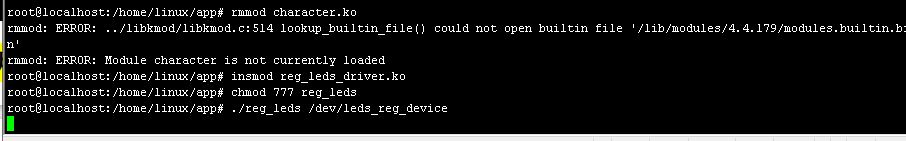 root@localhost:/home/linux/app# rmmod character.ko
rmmod: ERROR: ../libkmod/libkmod.c:514 lookup_builtin_file() could not open builtin file '/lib/modules/4.4.179/modules.builtin.bi
n'
rmmod: ERROR: Module character is not currently loaded
root@localhost:/home/linux/app# insmod reg_leds_driver.ko
root@localhost:/home/linux/app# chmod 777 reg_leds
root@localhost:/home/linux/app# ./reg_leds /dev/leds_reg_device